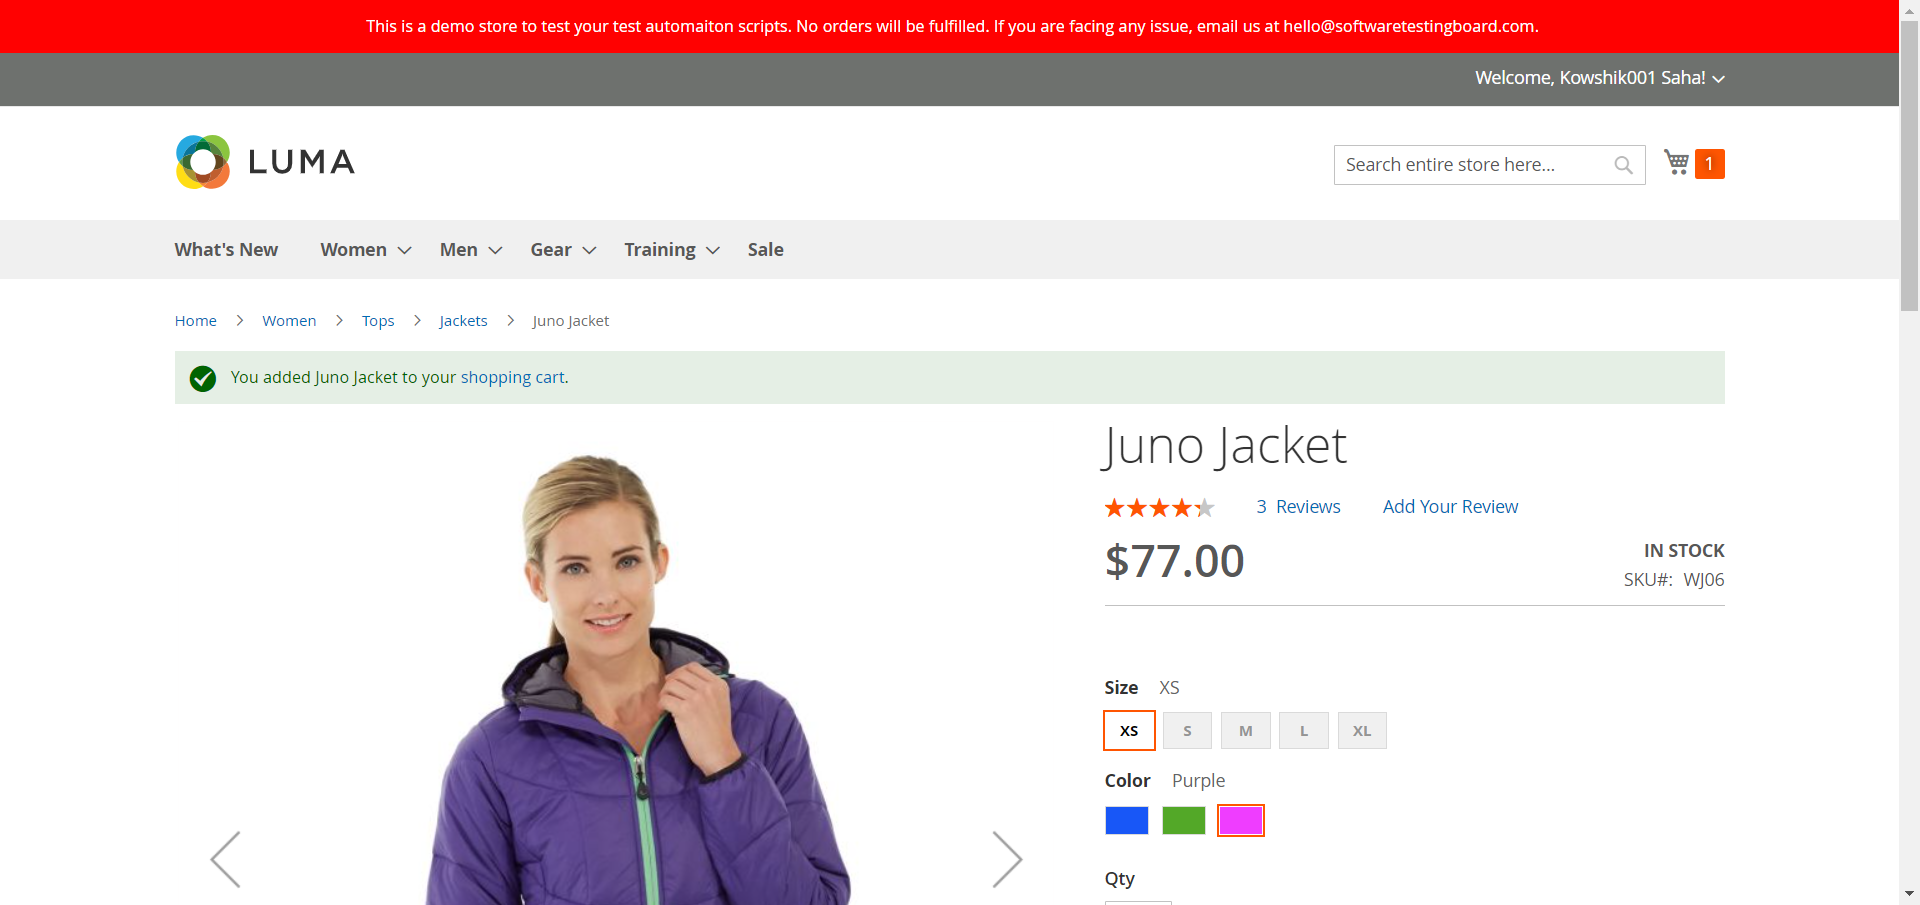 This is a demo store to test your test automaiton scripts. No orders will be fulfilled. If you are facing any issue, email us at hello@softwaretestingboard.com.
Welcome, Kowshik001 Saha!
LUMA
Search entire store here...
1
What's New Women Men Gear Training Sale
Home Women Tops Jackets Juno Jacket
You added Juno Jacket to your shopping cart.
Juno Jacket
3 Reviews Add Your Review
$77.00
IN STOCK
SKU#: WJ06
Size XS
XS S M L XL
Color Purple
Qty